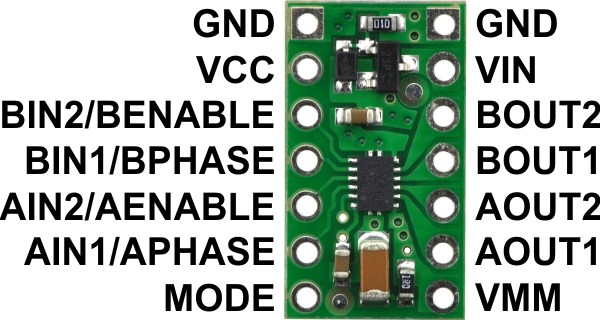 GND GND
VCC VIN
BIN2/BENABLE BOUT2
BIN1/BPHASE BOUT1
AIN2/AENABLE AOUT2
AIN1/APHASE AOUT1
MODE VMM